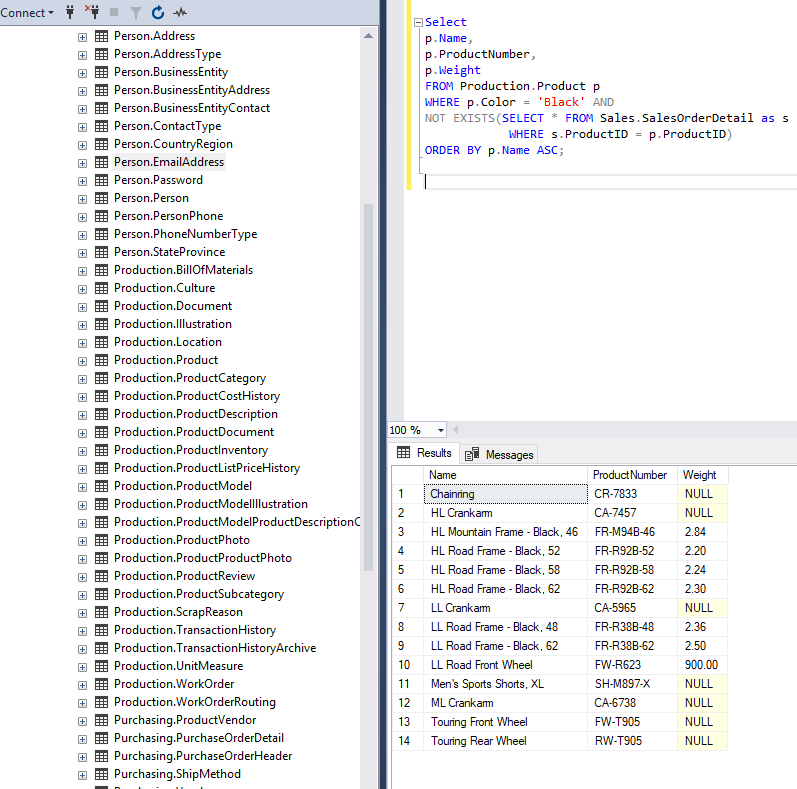 Connect
Person.Address
Person.AddressType
Person.BusinessEntity
Person.BusinessEntityAddress
Person.BusinessEntityContact
Person.ContactType
Person.CountryRegion
Person.EmailAddress
Person.Password
Person.Person
Person.PersonPhone
Person.PhoneNumberType
Person.StateProvince
Production.BillOfMaterials
Production.Culture
Production.Document
Production.Illustration
Production.Location
Production.Product
Production.ProductCategory
Production.ProductCostHistory
Production.ProductDescription
Production.ProductDocument
Production.ProductInventory
Production.ProductListPriceHistory
Production.ProductModel
Production.ProductModelIllustration
Production.ProductModelProductDescriptionC
Production.ProductPhoto
Production.ProductProductPhoto
Production.ProductReview
Production.ProductSubcategory
Production.ScrapReason
Production.TransactionHistory
Production.TransactionHistoryArchive
Production.UnitMeasure
Production.WorkOrder
Production.WorkOrderRouting
Purchasing.ProductVendor
Purchasing.PurchaseOrderDetail
Purchasing.PurchaseOrderHeader
Purchasing.ShipMethod
Select
p.Name,
p.ProductNumber,
p.Weight
FROM Production.Product p
WHERE p.Color = 'Black' AND
NOT EXISTS(SELECT * FROM Sales.SalesOrderDetail as s
WHERE s.ProductID = p.ProductID)
ORDER BY p.Name ASC;
100 %
Results Messages
Name ProductNumber Weight
1 Chainring CR-7833 NULL
2 HL Crankarm CA-7457 NULL
3 HL Mountain Frame - Black, 46 FR-M94B-46 2.84
4 HL Road Frame - Black, 52 FR-R92B-52 2.20
5 HL Road Frame - Black, 58 FR-R92B-58 2.24
6 HL Road Frame - Black, 62 FR-R92B-62 2.30
7 LL Crankarm CA-5965 NULL
8 LL Road Frame - Black, 48 FR-R38B-48 2.36
9 LL Road Frame - Black, 62 FR-R38B-62 2.50
10 LL Road Front Wheel FW-R623 900.00
11 Men's Sports Shorts, XL SH-M897-X NULL
12 ML Crankarm CA-6738 NULL
13 Touring Front Wheel FW-T905 NULL
14 Touring Rear Wheel RW-T905 NULL